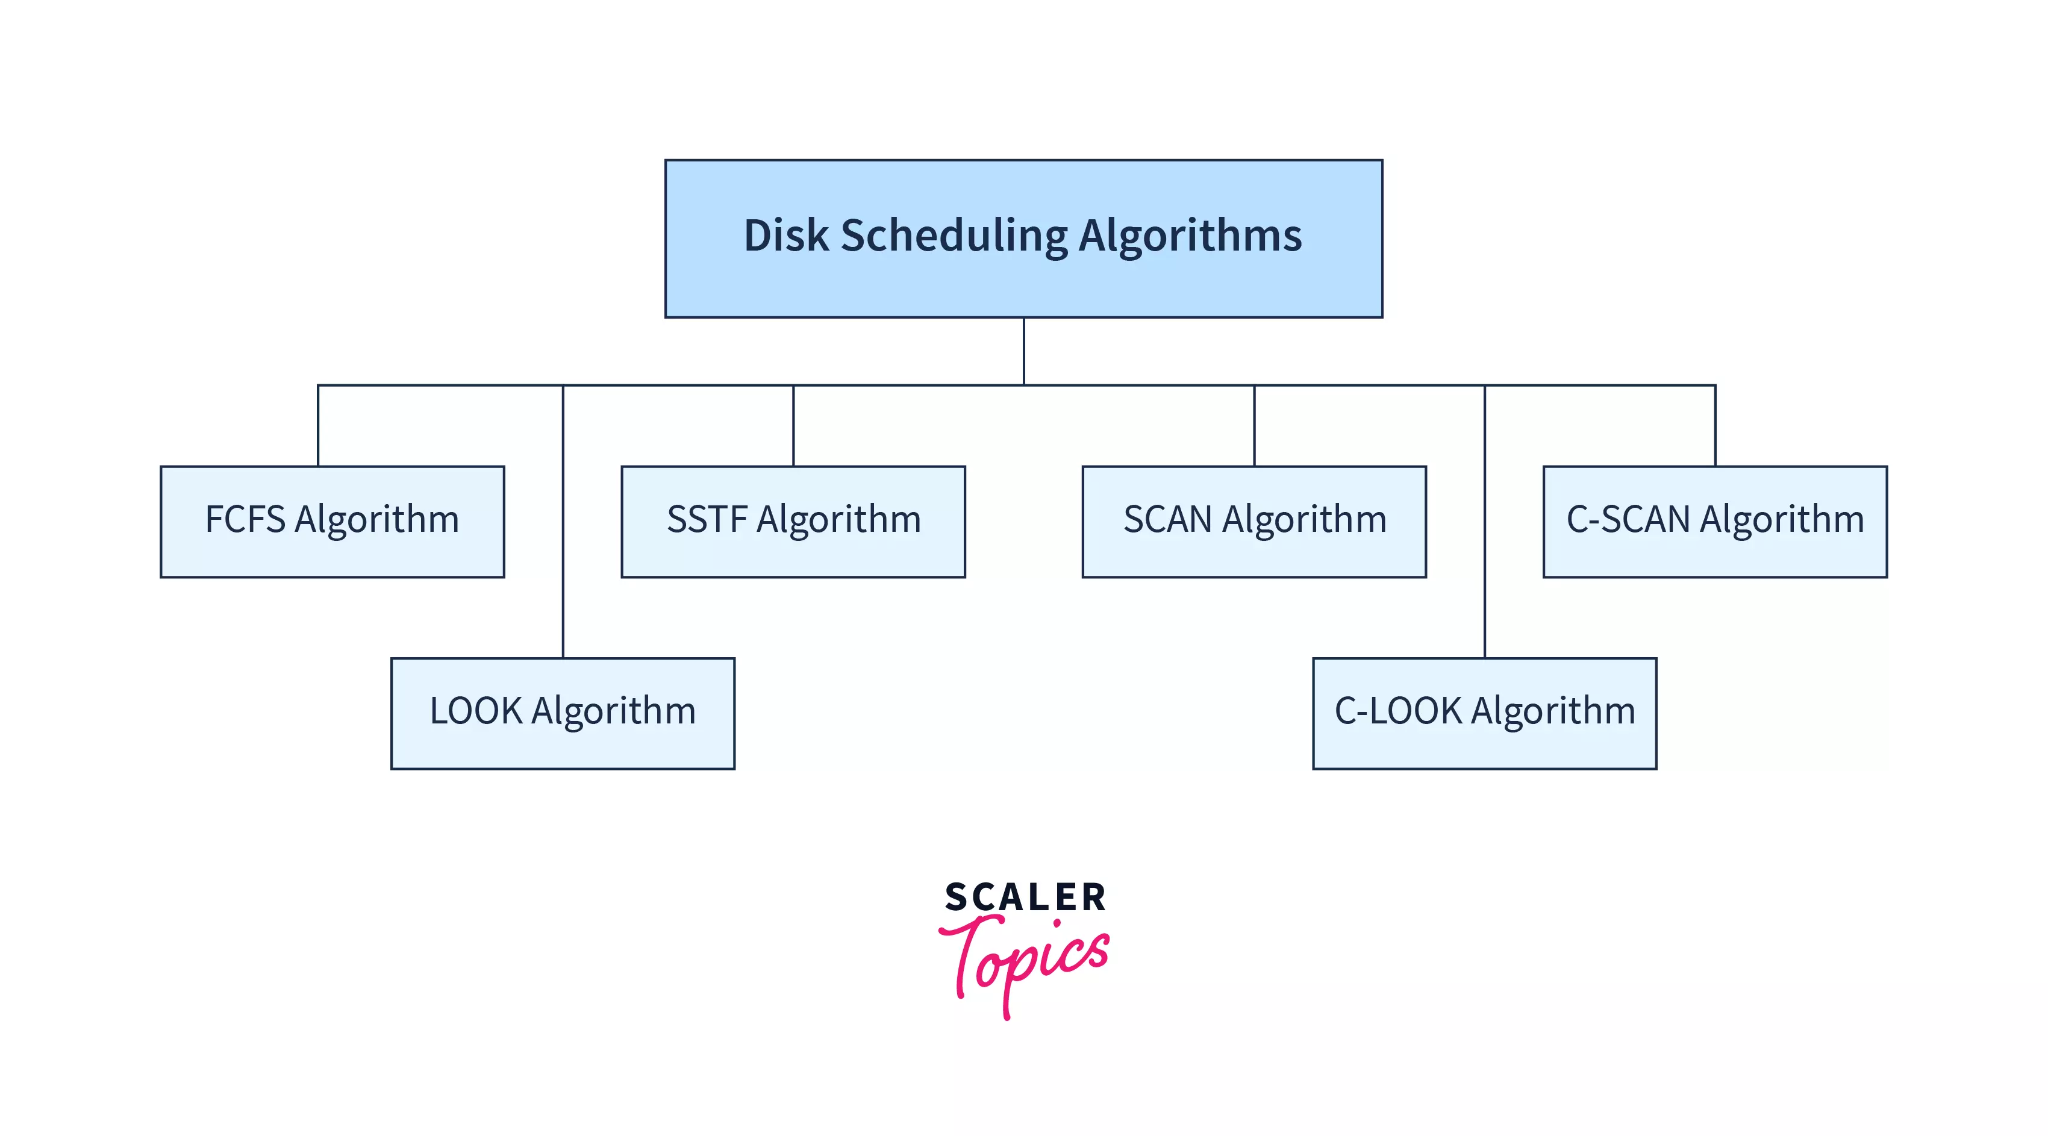 Disk Scheduling Algorithms
FCFS Algorithm
SSTF Algorithm
SCAN Algorithm
C-SCAN Algorithm
LOOK Algorithm
C-LOOK Algorithm
SCALER
Topics